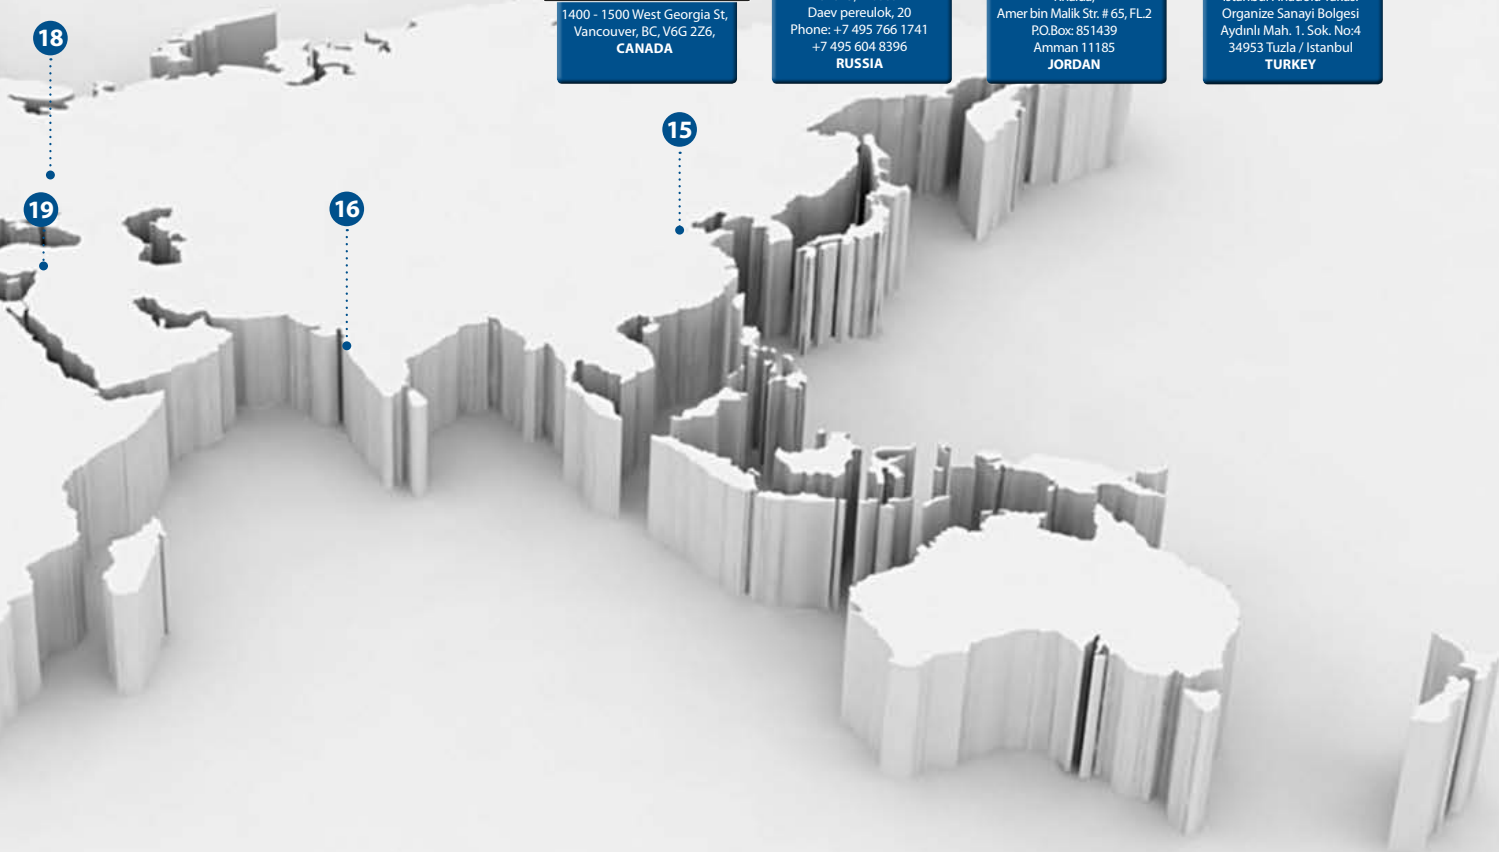 1400 - 1500 West Georgia St,
Vancouver, BC, V6G 2Z6,
CANADA
Daev pereulok, 20
Phone: +7 495 766 1741
+7 495 604 8396
RUSSIA
Amer bin Malik Str. # 65, FL.2
P.O.Box: 851439
Amman 11185
JORDAN
Organize Sanayi Bolgesi
Aydınlı Mah. 1. Sok. No:4
34953 Tuzla / Istanbul
TURKEY
18
15
19
16